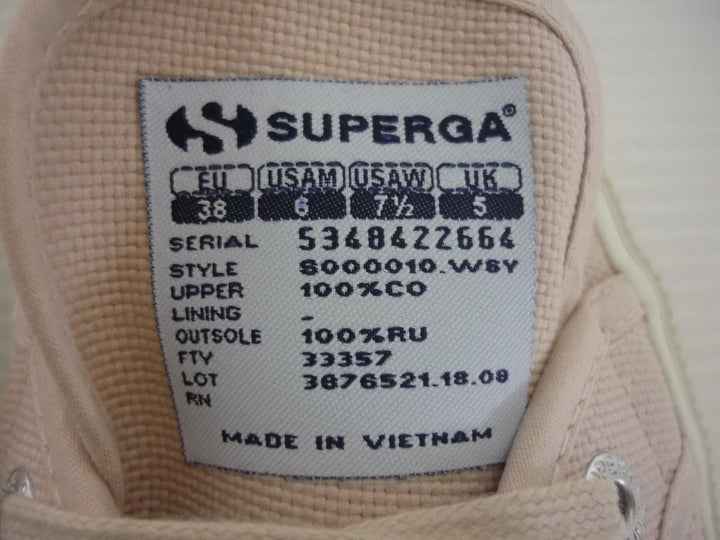 SUPERGA®
EU USAM USAW UK
38 6 7½ 5
SERIAL 5348422664
STYLE S000010.W6Y
UPPER 100%CO
LINING -
OUTSOLE 100%RU
FTY 33357
LOT 3876521.18.08
RN
MADE IN VIETNAM